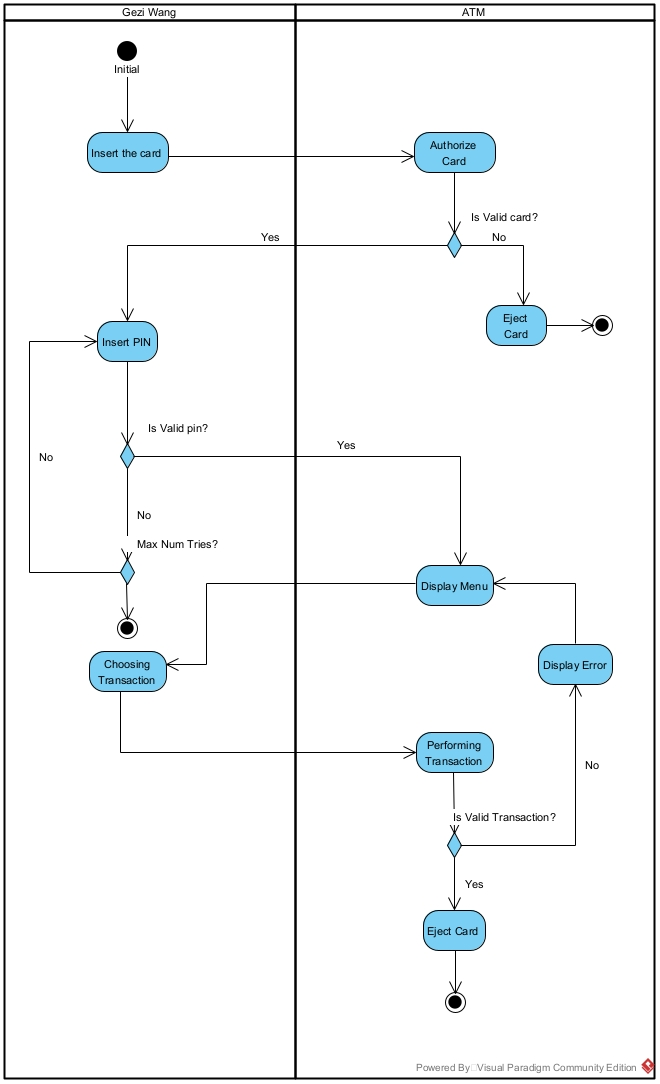 Gezi Wang
ATM
Initial
Insert the card
Authorize
Card
Is Valid card?
Yes
No
Eject
Card
Insert PIN
Is Valid pin?
Yes
No
No
Max Num Tries?
Display Menu
Choosing
Transaction
Display Error
Performing
Transaction
No
Is Valid Transaction?
Yes
Eject Card
Powered By Visual Paradigm Community Edition